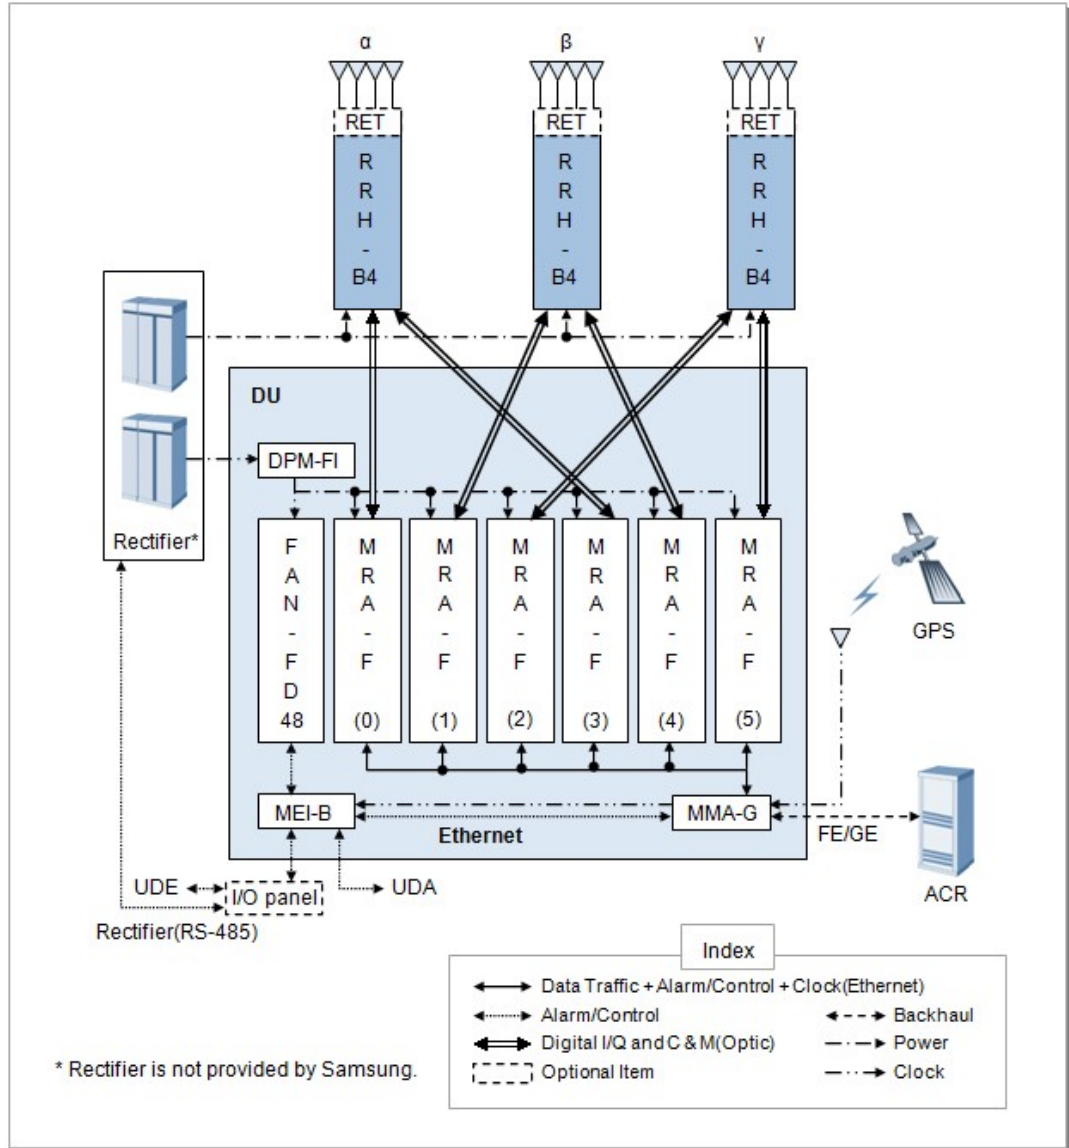 α β γ
RET RET RET
R R R
R R R
H H H
- - -
B4 B4 B4
DU
DPM-FI
Rectifier*
F M M M M M M
A R R R R R R
N A A A A A A
- - - - - - -
F F F F F F F
D
48 (0) (1) (2) (3) (4) (5)
GPS
MEI-B MMA-G
Ethernet
FE/GE
ACR
UDE I/O panel UDA
Rectifier(RS-485)
Index
Data Traffic + Alarm/Control + Clock(Ethernet)
Alarm/Control Backhaul
Digital I/Q and C & M(Optic) Power
Optional Item Clock
* Rectifier is not provided by Samsung.